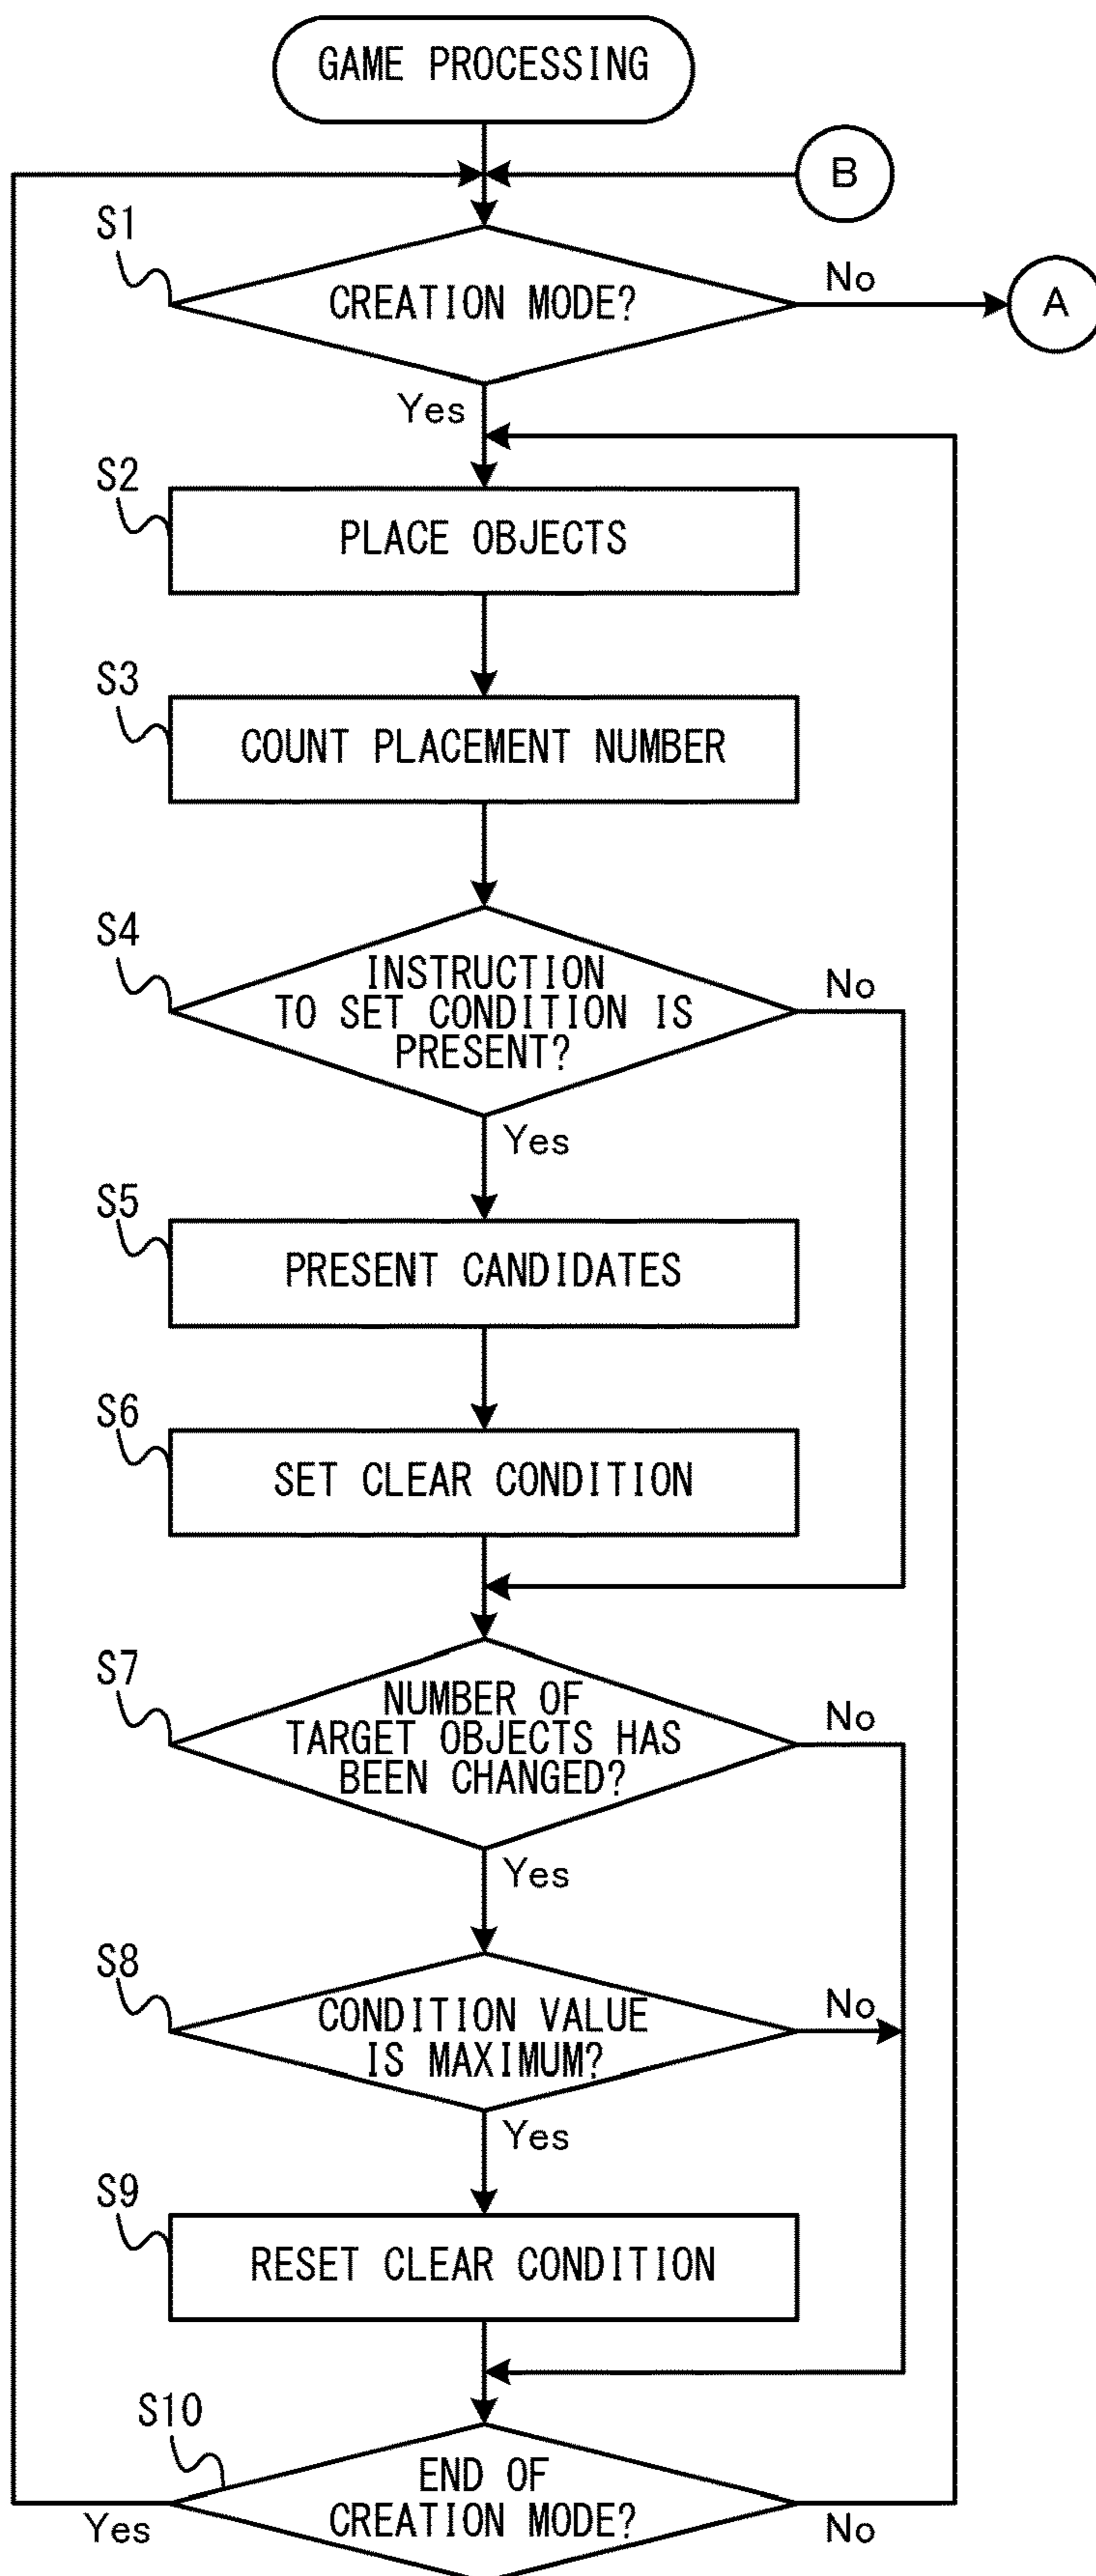 GAME PROCESSING
B
S1
CREATION MODE?
No
A
Yes
S2
PLACE OBJECTS
S3
COUNT PLACEMENT NUMBER
S4
INSTRUCTION
TO SET CONDITION IS
PRESENT?
No
Yes
S5
PRESENT CANDIDATES
S6
SET CLEAR CONDITION
S7
NUMBER OF
TARGET OBJECTS HAS
BEEN CHANGED?
No
Yes
S8
CONDITION VALUE
IS MAXIMUM?
No
Yes
S9
RESET CLEAR CONDITION
S10
END OF
CREATION MODE?
Yes
No